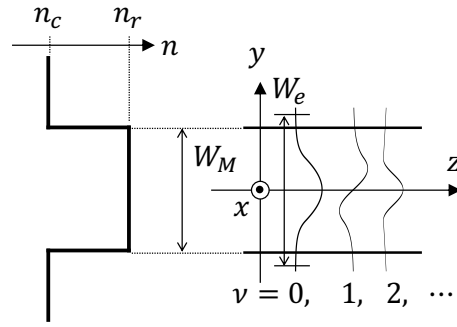 n_c n_r
n
y
W_e
W_M
z
x
ν = 0, 1, 2, ⋯